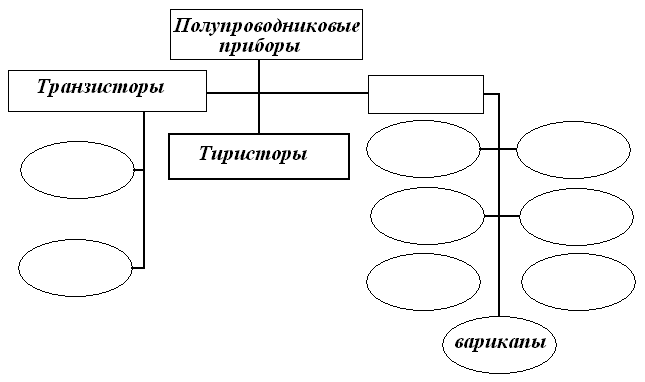 Полупроводниковые
приборы
Транзисторы
Тиристоры
варикапы